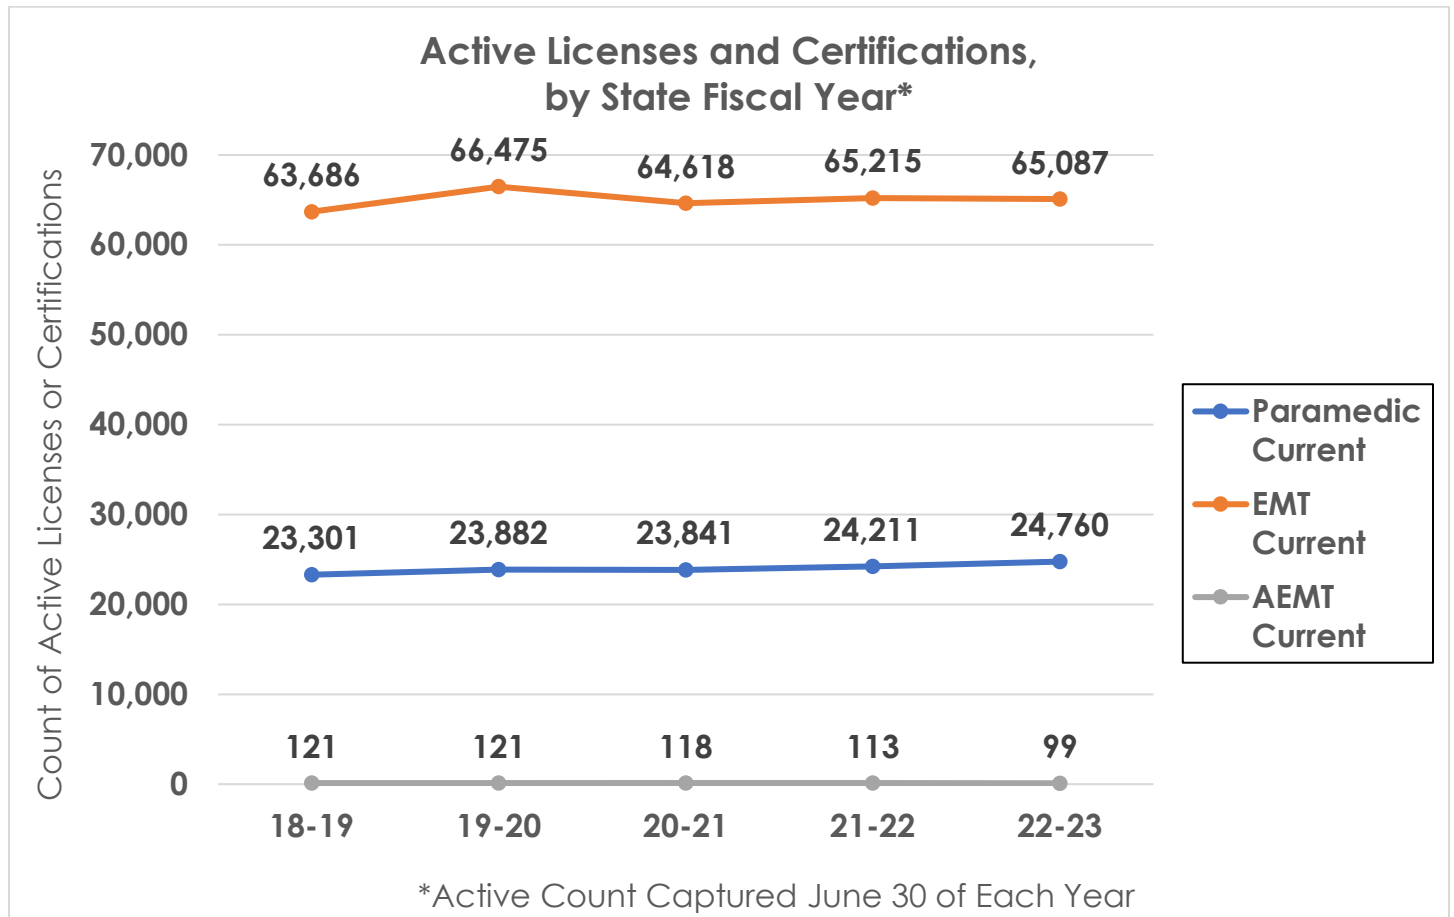 Active Licenses and Certifications,
by State Fiscal Year*
Count of Active Licenses or Certifications
70,000
60,000
50,000
40,000
30,000
20,000
10,000
0
63,686
66,475
64,618
65,215
65,087
23,301
23,882
23,841
24,211
24,760
121
121
118
113
99
18-19
19-20
20-21
21-22
22-23
Paramedic
Current
EMT
Current
AEMT
Current
*Active Count Captured June 30 of Each Year